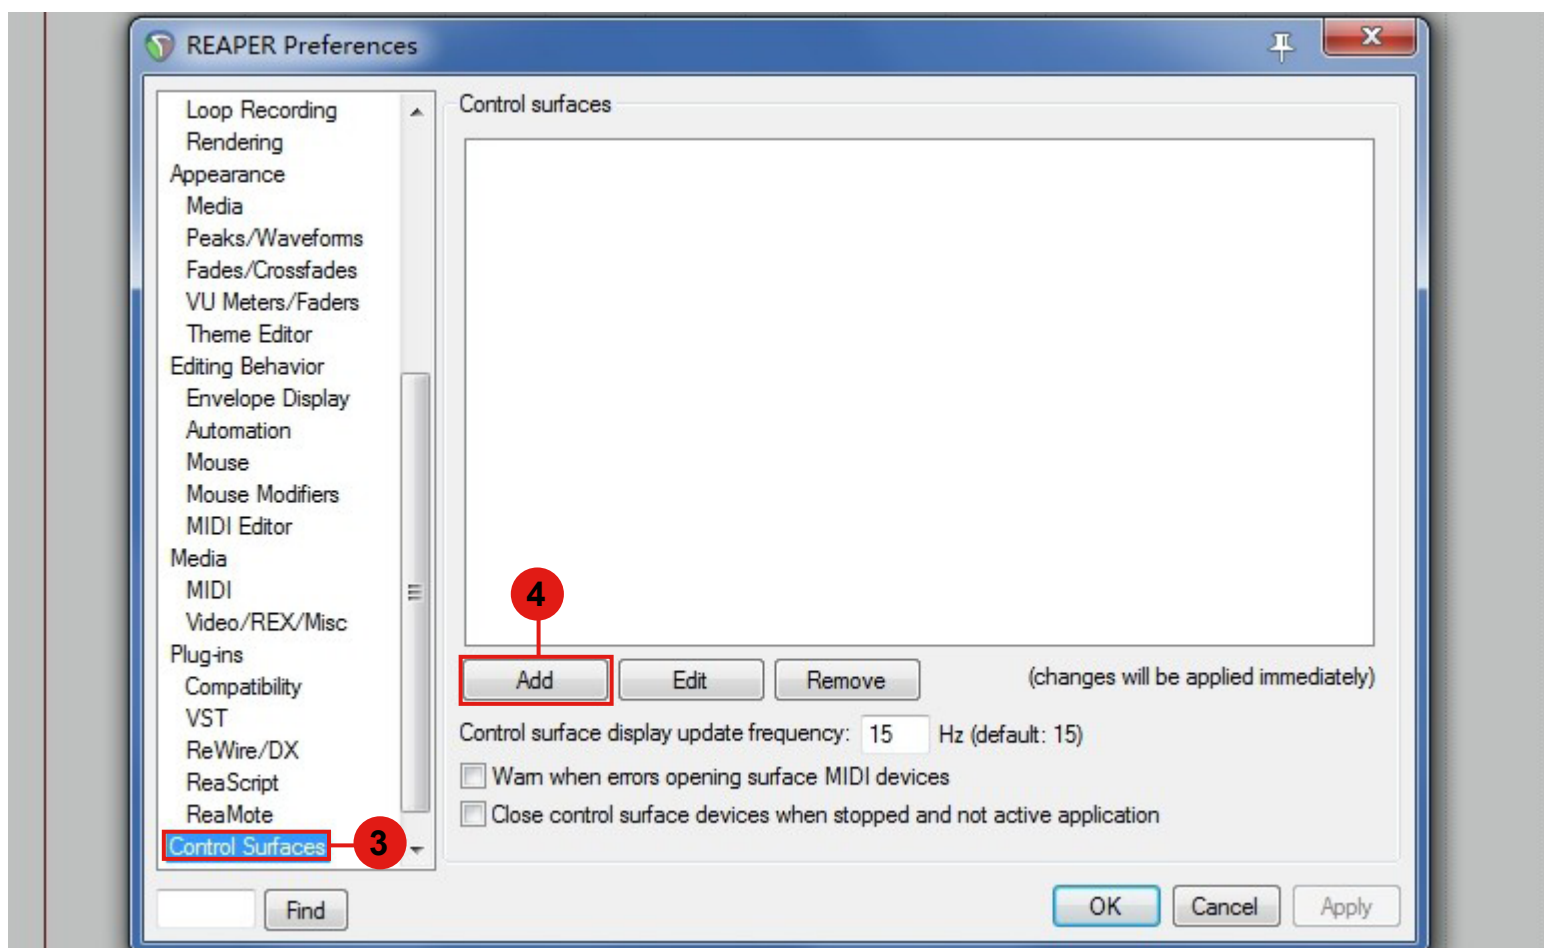 REAPER Preferences
Loop Recording
Rendering
Appearance
Media
Peaks/Waveforms
Fades/Crossfades
VU Meters/Faders
Theme Editor
Editing Behavior
Envelope Display
Automation
Mouse
Mouse Modifiers
MIDI Editor
Media
MIDI
Video/REX/Misc
Plug-ins
Compatibility
VST
ReWire/DX
ReaScript
ReaMote
Control Surfaces
3
Find
Control surfaces
4
Add Edit Remove (changes will be applied immediately)
Control surface display update frequency: 15 Hz (default: 15)
Warn when errors opening surface MIDI devices
Close control surface devices when stopped and not active application
OK Cancel Apply